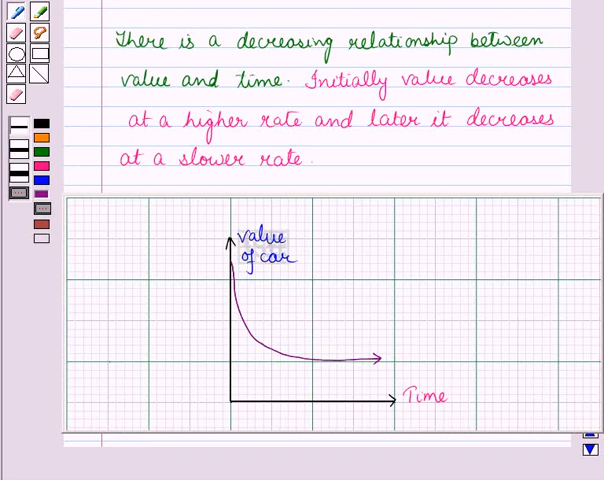 There is a decreasing relationship between
value and time. Initially value decreases
at a higher rate and later it decreases
at a slower rate.
value
of car
Time